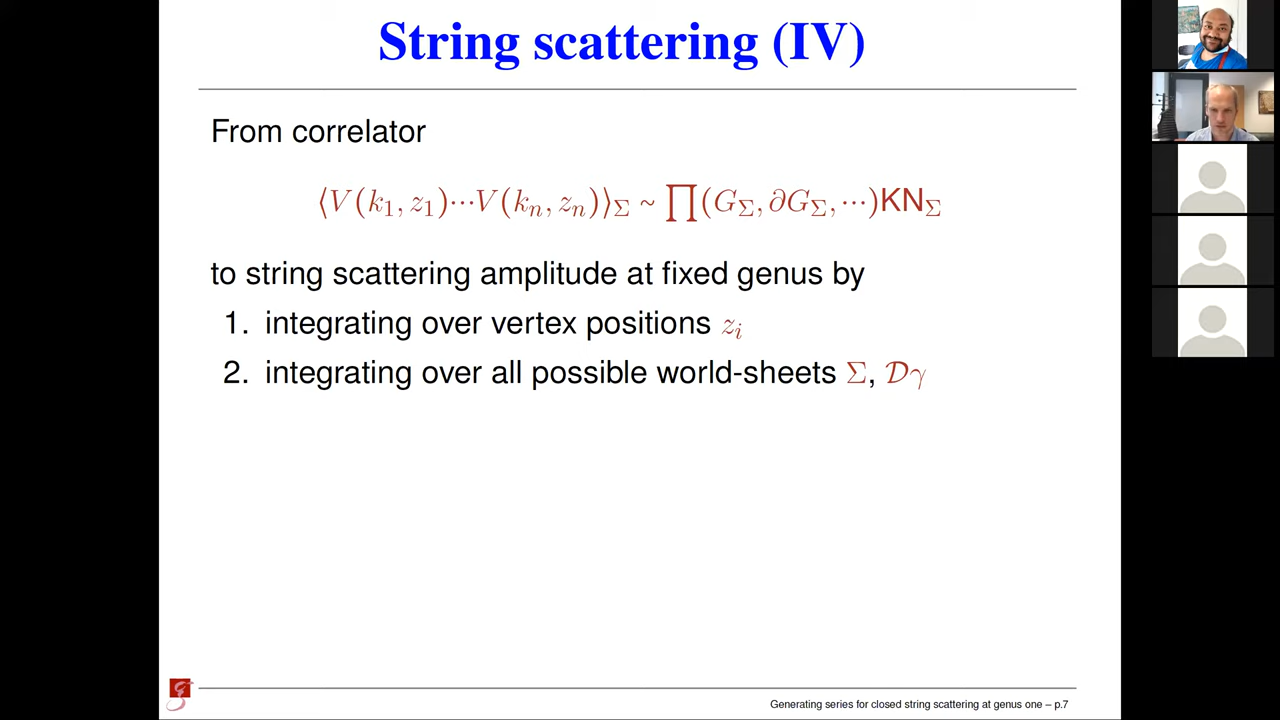 String scattering (IV)
From correlator
⟨V(k₁, z₁)⋯V(kₙ, zₙ)⟩_Σ ~ ∏(G_Σ, ∂G_Σ, ⋯)KN_Σ
to string scattering amplitude at fixed genus by
1. integrating over vertex positions zᵢ
2. integrating over all possible world-sheets Σ, 𝒟γ
Generating series for closed string scattering at genus one – p.7